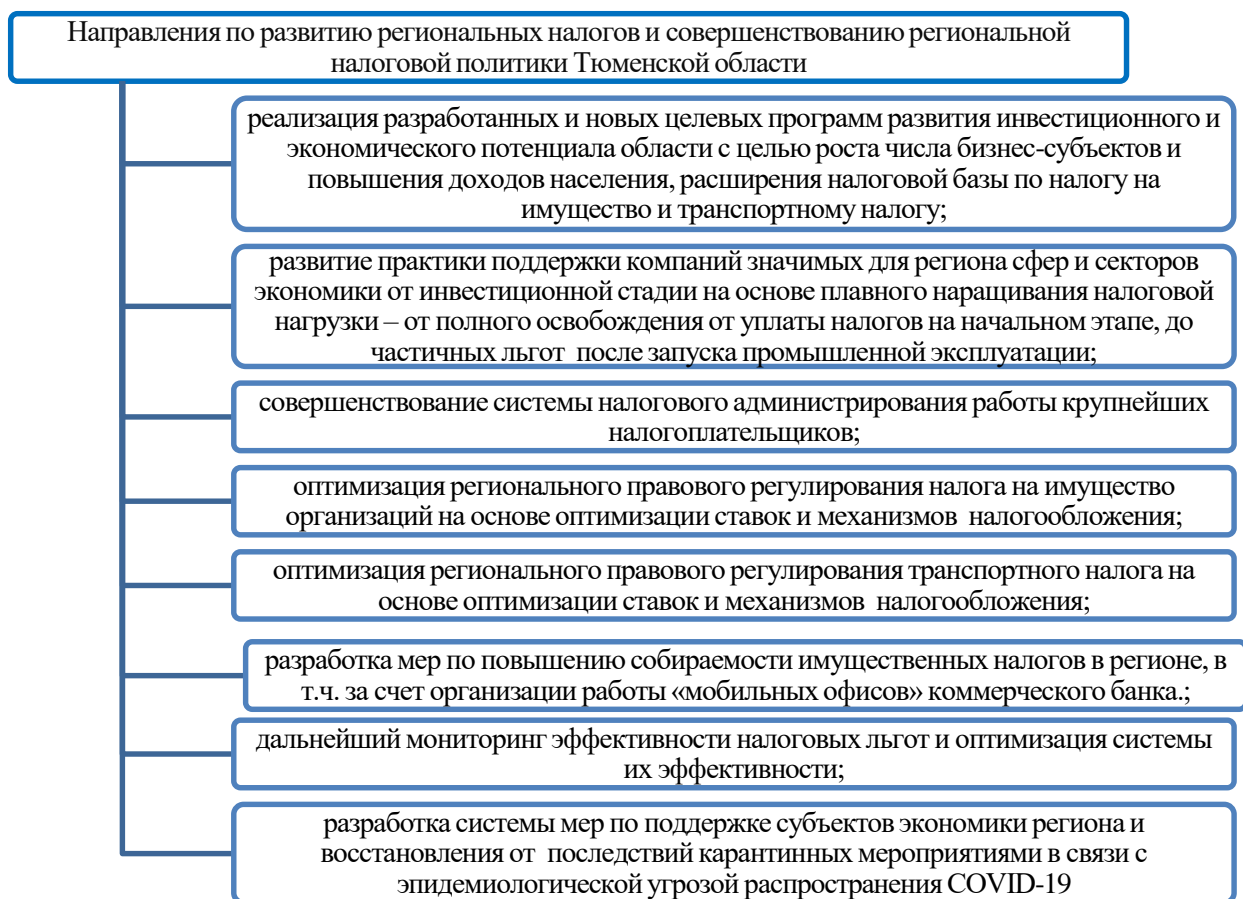 Направления по развитию региональных налогов и совершенствованию региональной
налоговой политики Тюменской области
реализация разработанных и новых целевых программ развития инвестиционного и
экономического потенциала области с целью роста числа бизнес-субъектов и
повышения доходов населения, расширения налоговой базы по налогу на
имущество и транспортному налогу;
развитие практики поддержки компаний значимых для региона сфер и секторов
экономики от инвестиционной стадии на основе плавного наращивания налоговой
нагрузки – от полного освобождения от уплаты налогов на начальном этапе, до
частичных льгот после запуска промышленной эксплуатации;
совершенствование системы налогового администрирования работы крупнейших
налогоплательщиков;
оптимизация регионального правового регулирования налога на имущество
организаций на основе оптимизации ставок и механизмов налогообложения;
оптимизация регионального правового регулирования транспортного налога на
основе оптимизации ставок и механизмов налогообложения;
разработка мер по повышению собираемости имущественных налогов в регионе, в
т.ч. за счет организации работы «мобильных офисов» коммерческого банка.;
дальнейший мониторинг эффективности налоговых льгот и оптимизация системы
их эффективности;
разработка системы мер по поддержке субъектов экономики региона и
восстановления от последствий карантинных мероприятиями в связи с
эпидемиологической угрозой распространения COVID-19